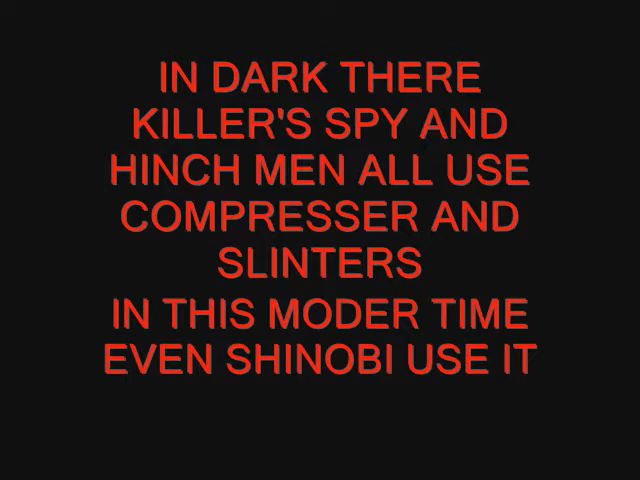 IN DARK THERE
KILLER'S SPY AND
HINCH MEN ALL USE
COMPRESSER AND
SLINTERS
IN THIS MODER TIME
EVEN SHINOBI USE IT